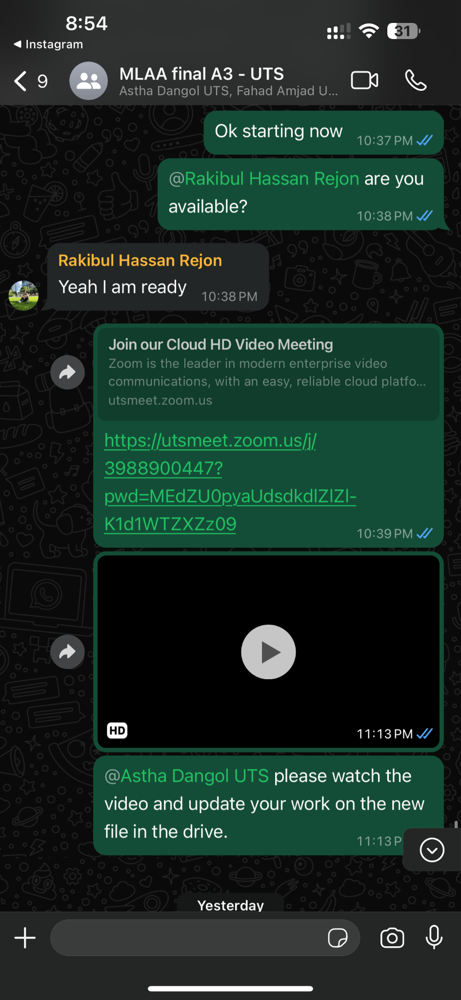 8:54
31
◀ Instagram
9
MLAA final A3 - UTS
Astha Dangol UTS, Fahad Amjad U...
Ok starting now
10:37 PM
@Rakibul Hassan Rejon are you
available?
10:38 PM
Rakibul Hassan Rejon
Yeah I am ready
10:38 PM
Join our Cloud HD Video Meeting
Zoom is the leader in modern enterprise video
communications, with an easy, reliable cloud platfo...
utsmeet.zoom.us
https://utsmeet.zoom.us/j/
3988900447?
pwd=MEdZU0pyaUdsdkdlZlZl-
K1d1WTZXZz09
10:39 PM
HD
11:13 PM
@Astha Dangol UTS please watch the
video and update your work on the new
file in the drive.
11:13 P
Yesterday